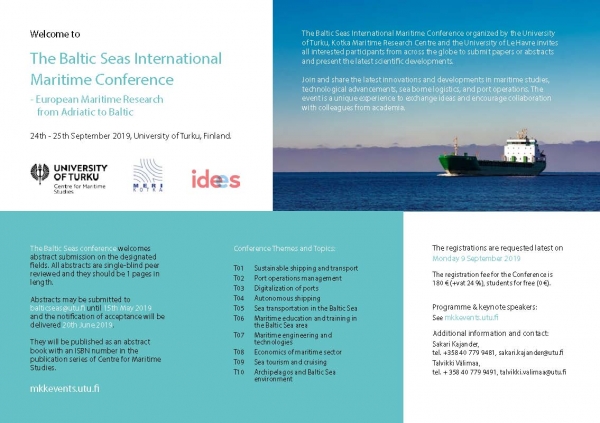 Welcome to
The Baltic Seas International
Maritime Conference
- European Maritime Research
from Adriatic to Baltic
24th - 25th September 2019, University of Turku, Finland.
UNIVERSITY
OF TURKU
Centre for Maritime
Studies
MERI
KOTKA
idees
The Baltic Seas International Maritime Conference organized by the University
of Turku, Kotka Maritime Research Centre and the University of Le Havre invites
all interested participants from across the globe to submit papers or abstracts
and present the latest scientific developments.
Join and share the latest innovations and developments in maritime studies,
technological advancements, sea borne logistics, and port operations. The
event is a unique experience to exchange ideas and encourage collaboration
with colleagues from academia.
The Baltic Seas conference welcomes
abstract submission on the designated
fields. All abstracts are single-blind peer
reviewed and they should be 1 pages in
length.
Abstracts may be submitted to
balticseas@utu.fi until 15th May 2019
and the notification of acceptance will be
delivered 20th June 2019.
They will be published as an abstract
book with an ISBN number in the
publication series of Centre for Maritime
Studies.
mkkevents.utu.fi
Conference Themes and Topics:
T01 Sustainable shipping and transport
T02 Port operations management
T03 Digitalization of ports
T04 Autonomous shipping
T05 Sea transportation in the Baltic Sea
T06 Maritime education and training in
the Baltic Sea area
T07 Maritime engineering and
technologies
T08 Economics of maritime sector
T09 Sea tourism and cruising
T10 Archipelagos and Baltic Sea
environment
The registrations are requested latest on
Monday 9 September 2019
The registration fee for the Conference is
180 € (+vat 24 %), students for free (0 €).
Programme & keynote speakers:
See mkkevents.utu.fi
Additional information and contact:
Sakari Kajander,
tel. +358 40 779 9481, sakari.kajander@utu.fi
Talvikki Välimaa,
tel. + 358 40 779 9491, talvikki.valimaa@utu.fi